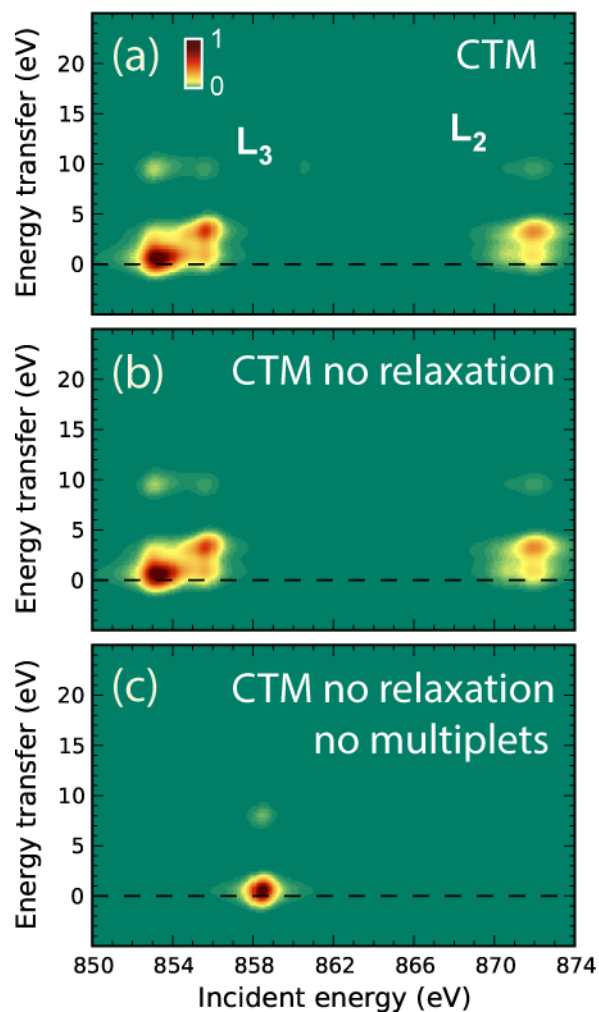 (a)
1
0
CTM
L3
L2
Energy transfer (eV)
20
15
10
5
0
(b)
CTM no relaxation
Energy transfer (eV)
20
15
10
5
0
(c)
CTM no relaxation
no multiplets
Energy transfer (eV)
20
15
10
5
0
850 854 858 862 866 870 874
Incident energy (eV)